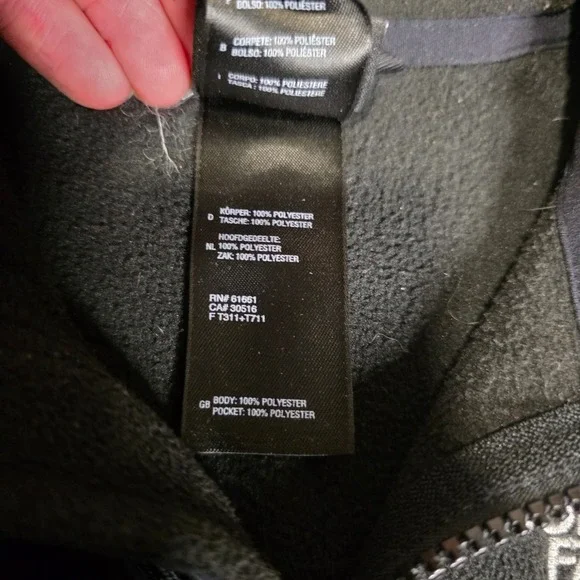 BOLSO: 100% POLIÉSTER
B CORPETE: 100% POLIÉSTER
BOLSO: 100% POLIÉSTER
I CORPO: 100% POLIESTERE
TASCA : 100% POLIESTERE
D KÖRPER: 100% POLYESTER
TASCHE: 100% POLYESTER
HOOFDGEDEELTE:
NL 100% POLYESTER
ZAK: 100% POLYESTER
RN# 61661
CA# 30516
F T311+T711
GB BODY: 100% POLYESTER
POCKET: 100% POLYESTER